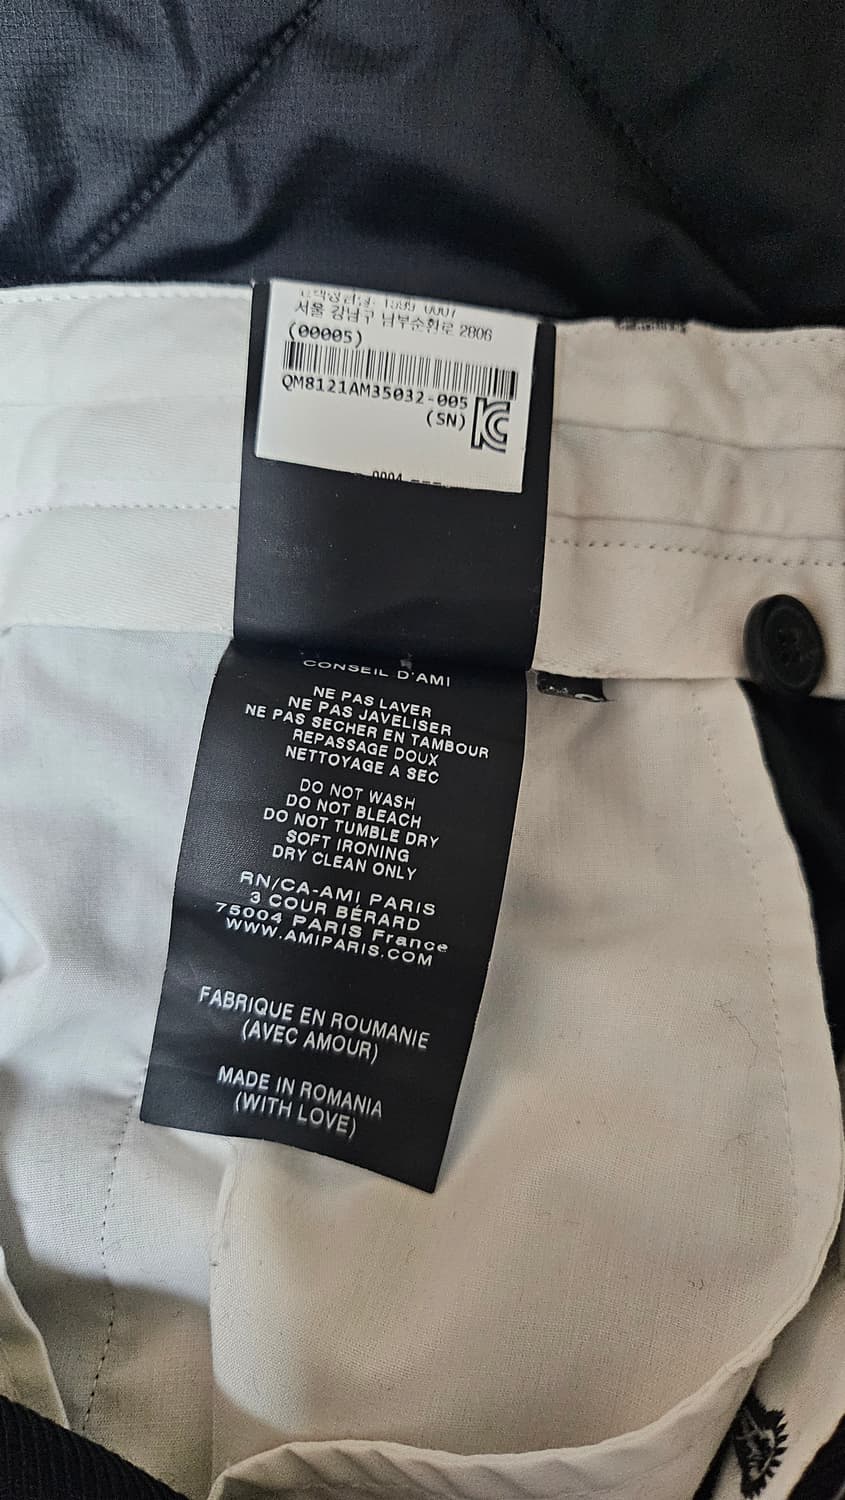 서울 강남구 남부순환로 2806
(00005)
QM8121AM35032-005
(SN)
CONSEIL D'AMI
NE PAS LAVER
NE PAS JAVELISER
NE PAS SECHER EN TAMBOUR
REPASSAGE DOUX
NETTOYAGE A SEC
DO NOT WASH
DO NOT BLEACH
DO NOT TUMBLE DRY
SOFT IRONING
DRY CLEAN ONLY
RN/CA-AMI PARIS
3 COUR BÉRARD
75004 PARIS France
WWW.AMIPARIS.COM
FABRIQUE EN ROUMANIE
(AVEC AMOUR)
MADE IN ROMANIA
(WITH LOVE)